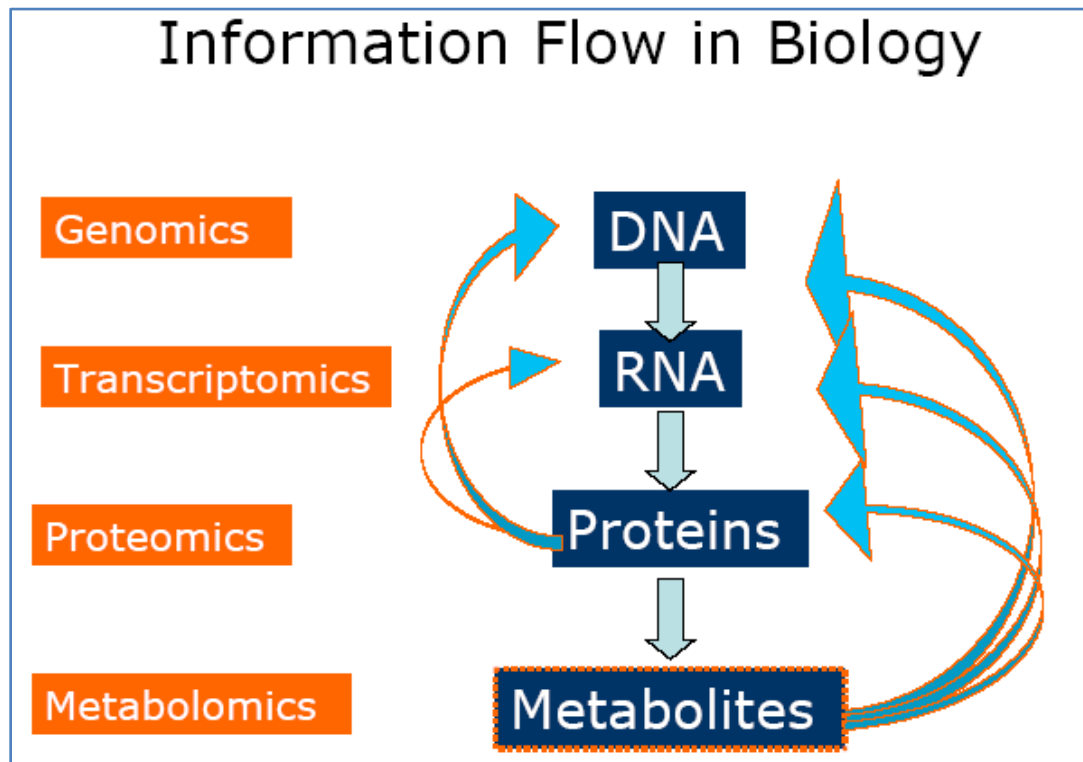 Information Flow in Biology
Genomics
DNA
Transcriptomics
RNA
Proteomics
Proteins
Metabolomics
Metabolites